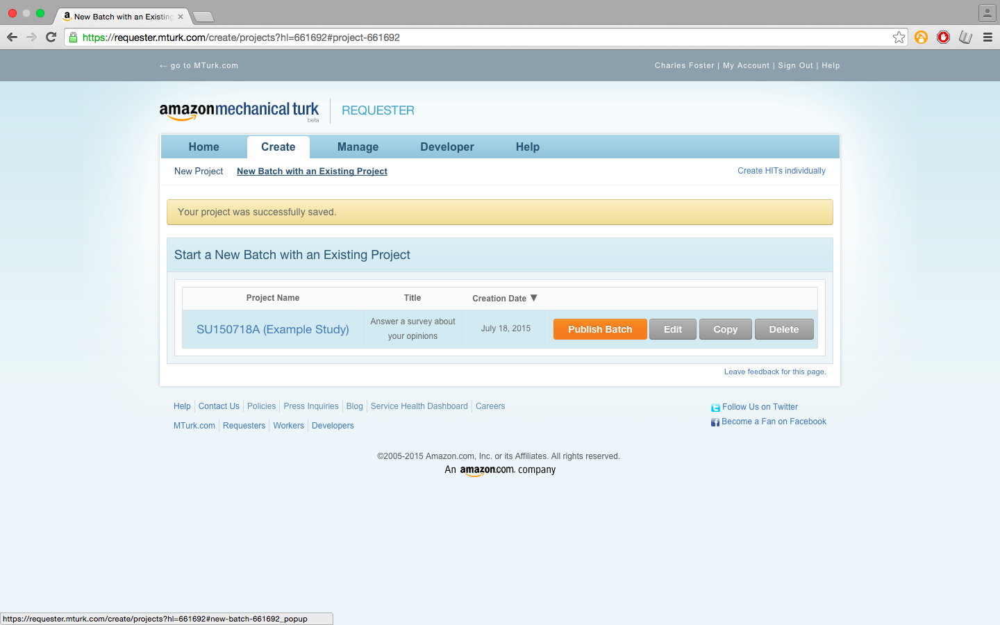 New Batch with an Existing
https://requester.mturk.com/create/projects?hl=661692#project-661692
← go to MTurk.com
Charles Foster | My Account | Sign Out | Help
amazonmechanical turk
beta
REQUESTER
Home Create Manage Developer Help
New Project New Batch with an Existing Project Create HITs individually
Your project was successfully saved.
Start a New Batch with an Existing Project
Project Name Title Creation Date ▼
SU150718A (Example Study) Answer a survey about your opinions July 18, 2015 Publish Batch Edit Copy Delete
Leave feedback for this page.
Help Contact Us Policies Press Inquiries Blog Service Health Dashboard Careers
MTurk.com Requesters Workers Developers
Follow Us on Twitter
Become a Fan on Facebook
©2005-2015 Amazon.com, Inc. or its Affiliates. All rights reserved.
An amazon.com. company
https://requester.mturk.com/create/projects?hl=661692#new-batch-661692_popup